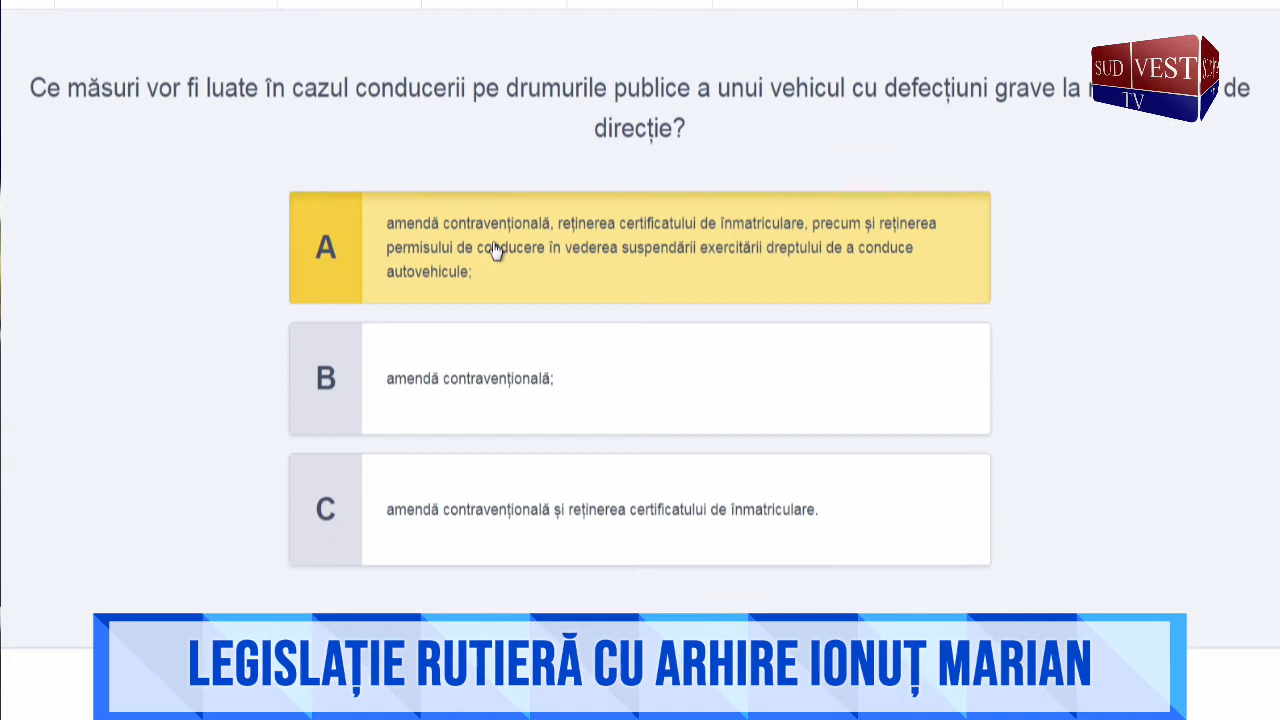 Ce măsuri vor fi luate în cazul conducerii pe drumurile publice a unui vehicul cu defecțiuni grave la de
direcție?
SUD VEST
TV
A
amendă contravențională, reținerea certificatului de înmatriculare, precum și reținerea
permisului de conducere în vederea suspendării exercitării dreptului de a conduce
autovehicule;
B
amendă contravențională;
C
amendă contravențională și reținerea certificatului de înmatriculare.
LEGISLAȚIE RUTIERĂ CU ARHIRE IONUȚ MARIAN